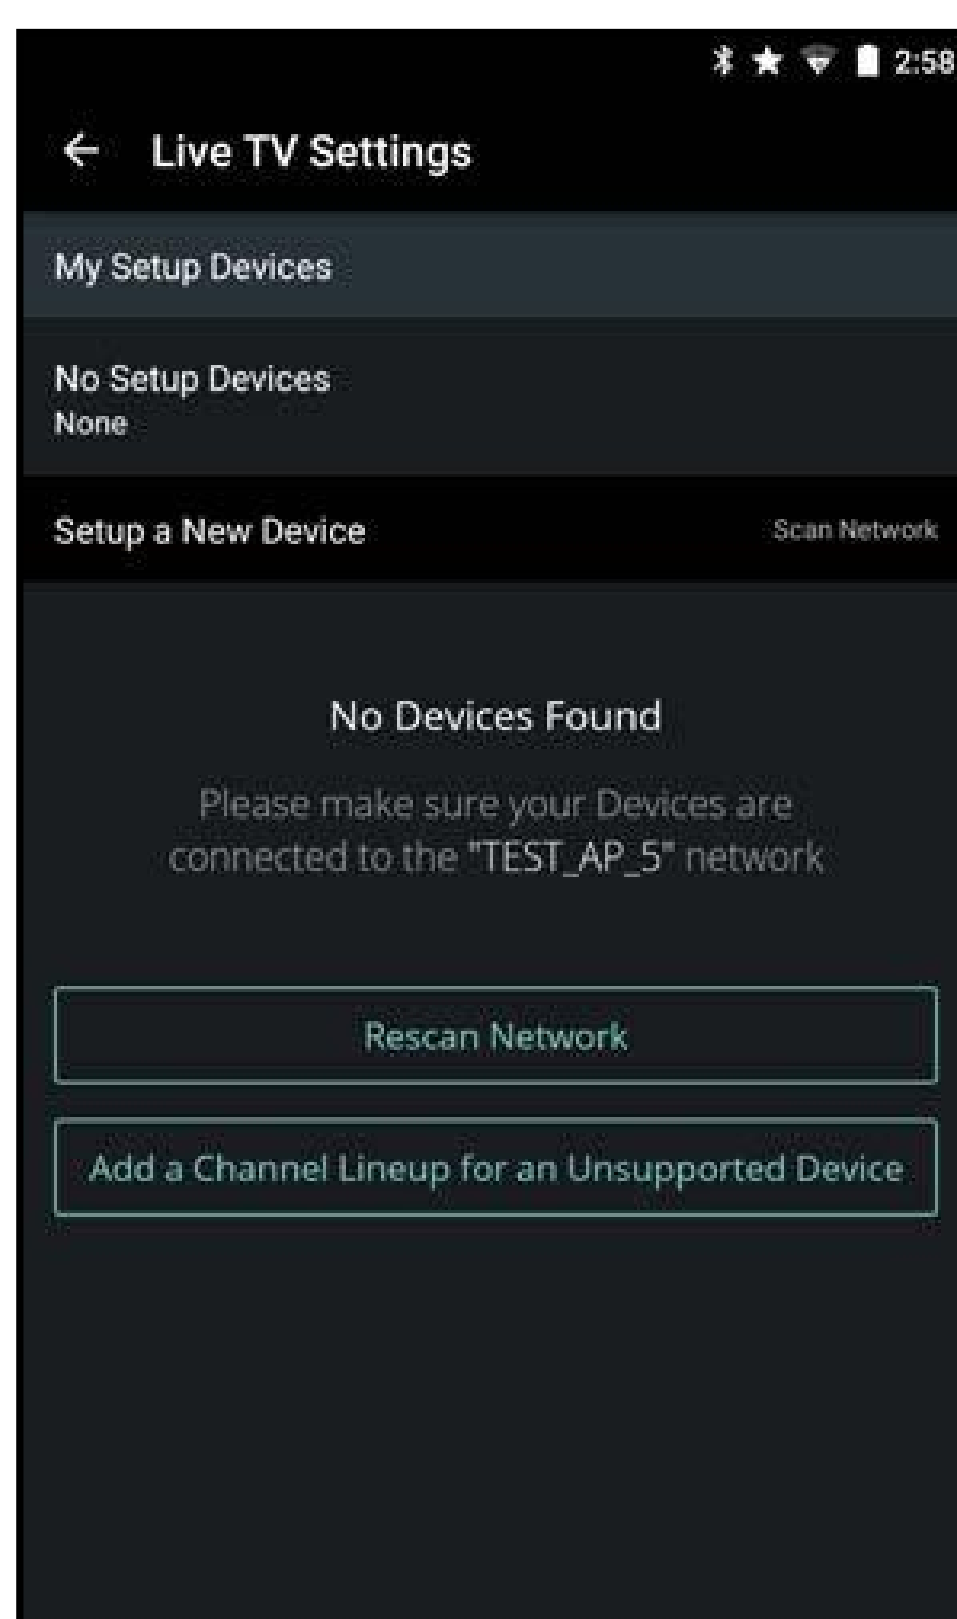 2:58
Live TV Settings
My Setup Devices
No Setup Devices
None
Setup a New Device Scan Network
No Devices Found
Please make sure your Devices are
connected to the "TEST_AP_5" network
Rescan Network
Add a Channel Lineup for an Unsupported Device